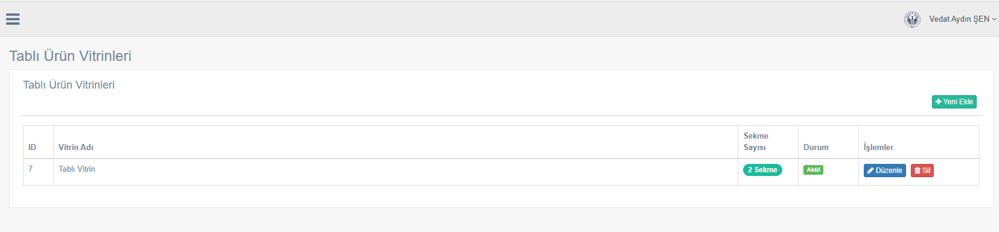 Vedat Aydın ŞEN
Tablı Ürün Vitrinleri
Tablı Ürün Vitrinleri
Yeni Ekle
ID Vitrin Adı Sekme Sayısı Durum İşlemler
7 Tablı Vitrin 2 Sekme Aktif Düzenle Sil